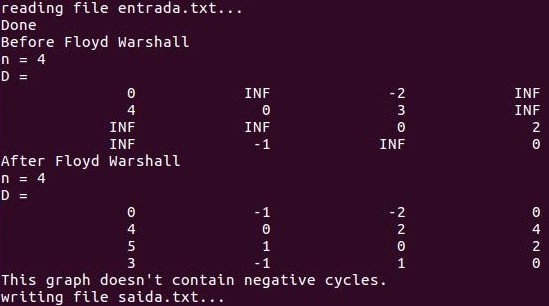 reading file entrada.txt...
Done
Before Floyd Warshall
n = 4
D =
0 INF -2 INF
4 0 3 INF
INF INF 0 2
INF -1 INF 0
After Floyd Warshall
n = 4
D =
0 -1 -2 0
4 0 2 4
5 1 0 2
3 -1 1 0
This graph doesn't contain negative cycles.
writing file saida.txt...